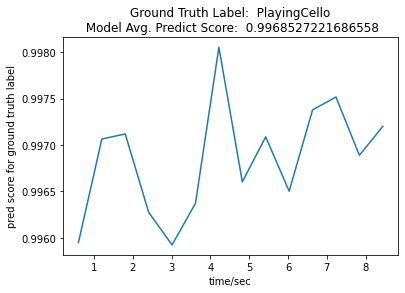 Ground Truth Label:  PlayingCello
Model Avg. Predict Score:  0.9968527221686558
pred score for ground truth label
0.9980
0.9975
0.9970
0.9965
0.9960
1 2 3 4 5 6 7 8
time/sec